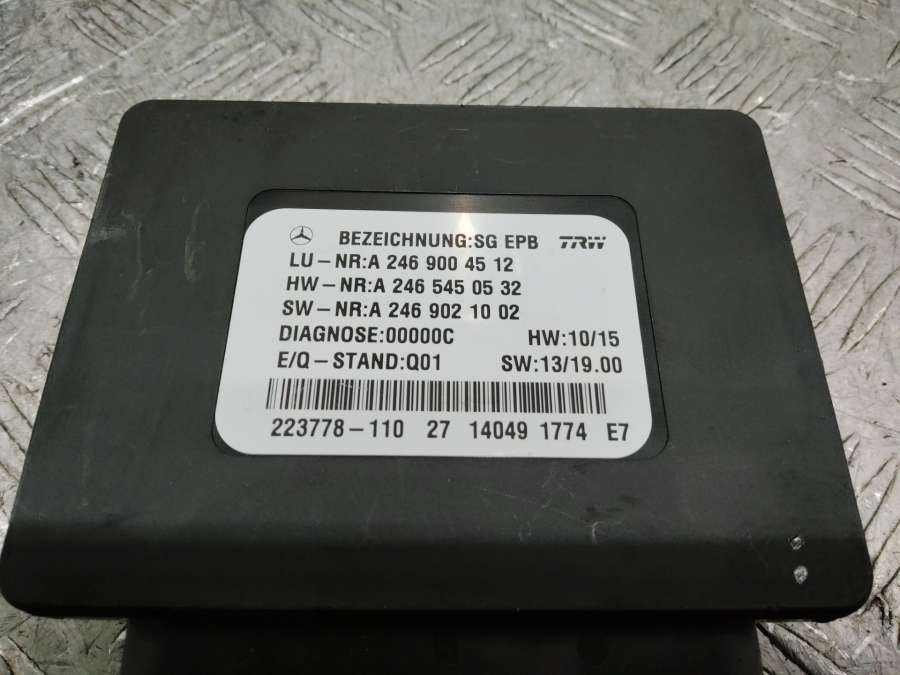 BEZEICHNUNG:SG EPB TRW
LU-NR:A 246 900 45 12
HW-NR:A 246 545 05 32
SW-NR:A 246 902 10 02
DIAGNOSE:00000C HW:10/15
E/Q-STAND:Q01 SW:13/19.00
223778-110 27 14049 1774 E7